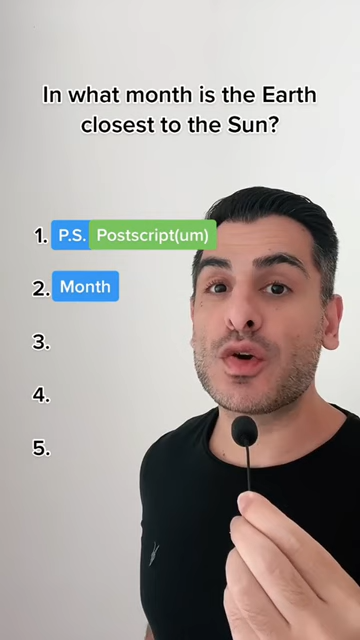 In what month is the Earth
closest to the Sun?
1. P.S. Postscript(um)
2. Month
3.
4.
5.